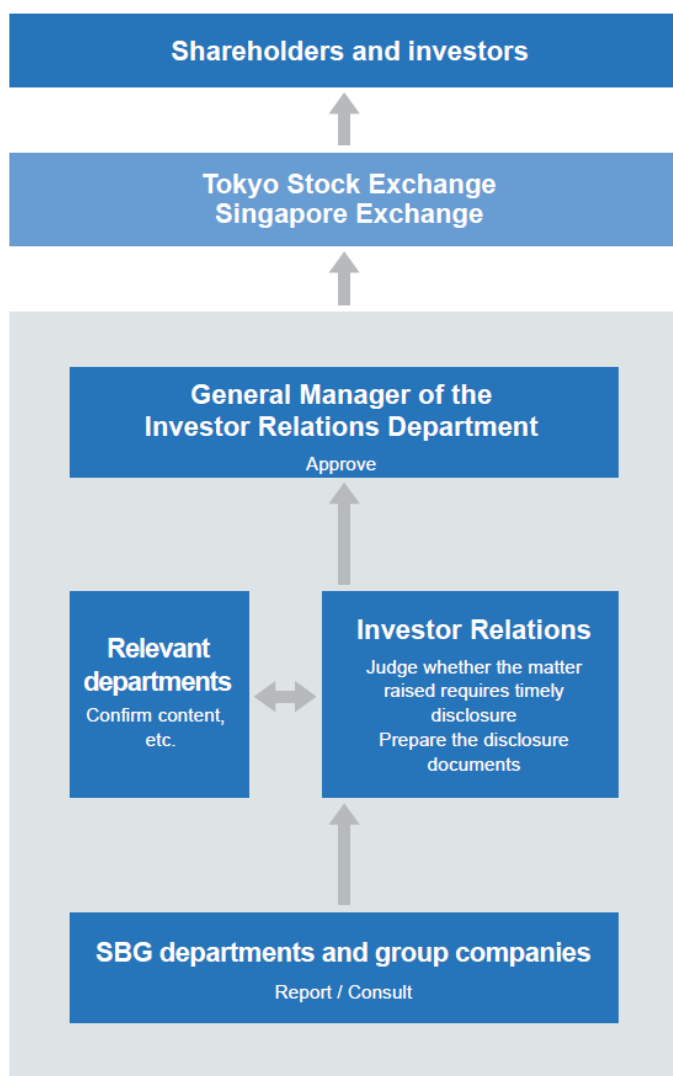 Shareholders and investors
Tokyo Stock Exchange
Singapore Exchange
General Manager of the
Investor Relations Department
Approve
Relevant
departments
Confirm content,
etc.
Investor Relations
Judge whether the matter
raised requires timely
disclosure
Prepare the disclosure
documents
SBG departments and group companies
Report / Consult